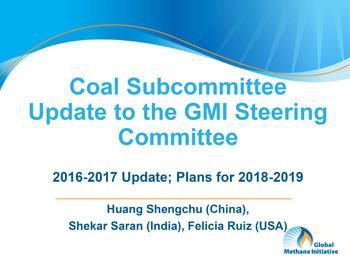 Coal Subcommittee
Update to the GMI Steering
Committee
2016-2017 Update; Plans for 2018-2019
Huang Shengchu (China),
Shekar Saran (India), Felicia Ruiz (USA)
Global
Methane Initiative